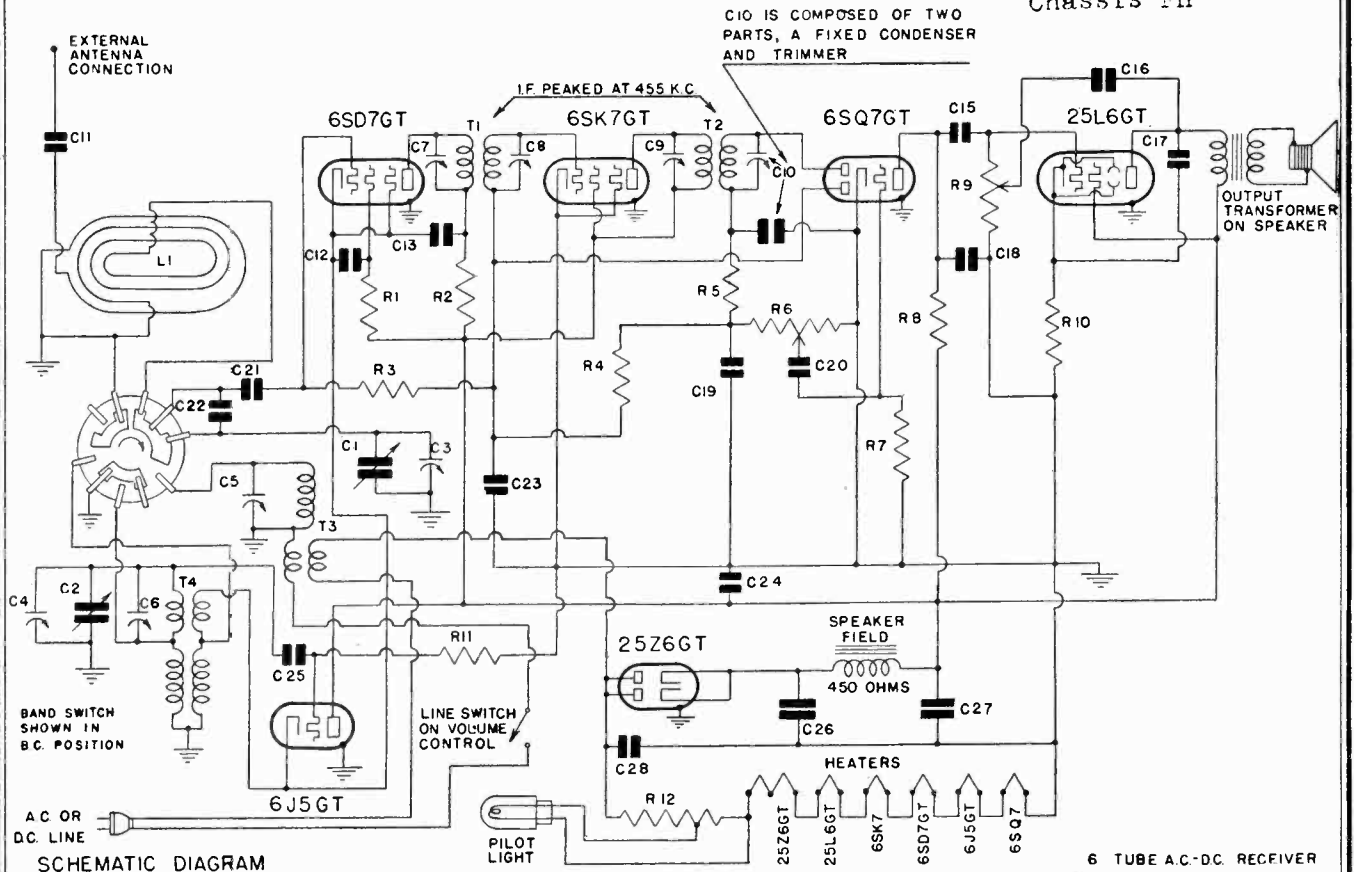 Chassis FH
C10 IS COMPOSED OF TWO
PARTS, A FIXED CONDENSER
AND TRIMMER
EXTERNAL
ANTENNA
CONNECTION
C11
I.F. PEAKED AT 455 K.C.
6SD7GT
T1
6SK7GT
T2
6SQ7GT
C15
C16
25L6GT
C7
C8
C9
C10
C17
R9
OUTPUT
TRANSFORMER
ON SPEAKER
L1
C12
C13
C18
R1
R2
R5
R6
R8
R10
C21
R3
R4
C19
C20
C22
C1
C3
R7
C5
C23
T3
C24
C4
C2
C6
T4
R11
25Z6GT
SPEAKER
FIELD
450 OHMS
C25
C26
C27
BAND SWITCH
SHOWN IN
B.C. POSITION
LINE SWITCH
ON VOLUME
CONTROL
C28
HEATERS
6J5GT
R12
A.C. OR
D.C. LINE
PILOT
LIGHT
25Z6GT
25L6GT
6SK7
6SD7GT
6J5GT
6SQ7
SCHEMATIC DIAGRAM
6 TUBE A.C.-D.C. RECEIVER